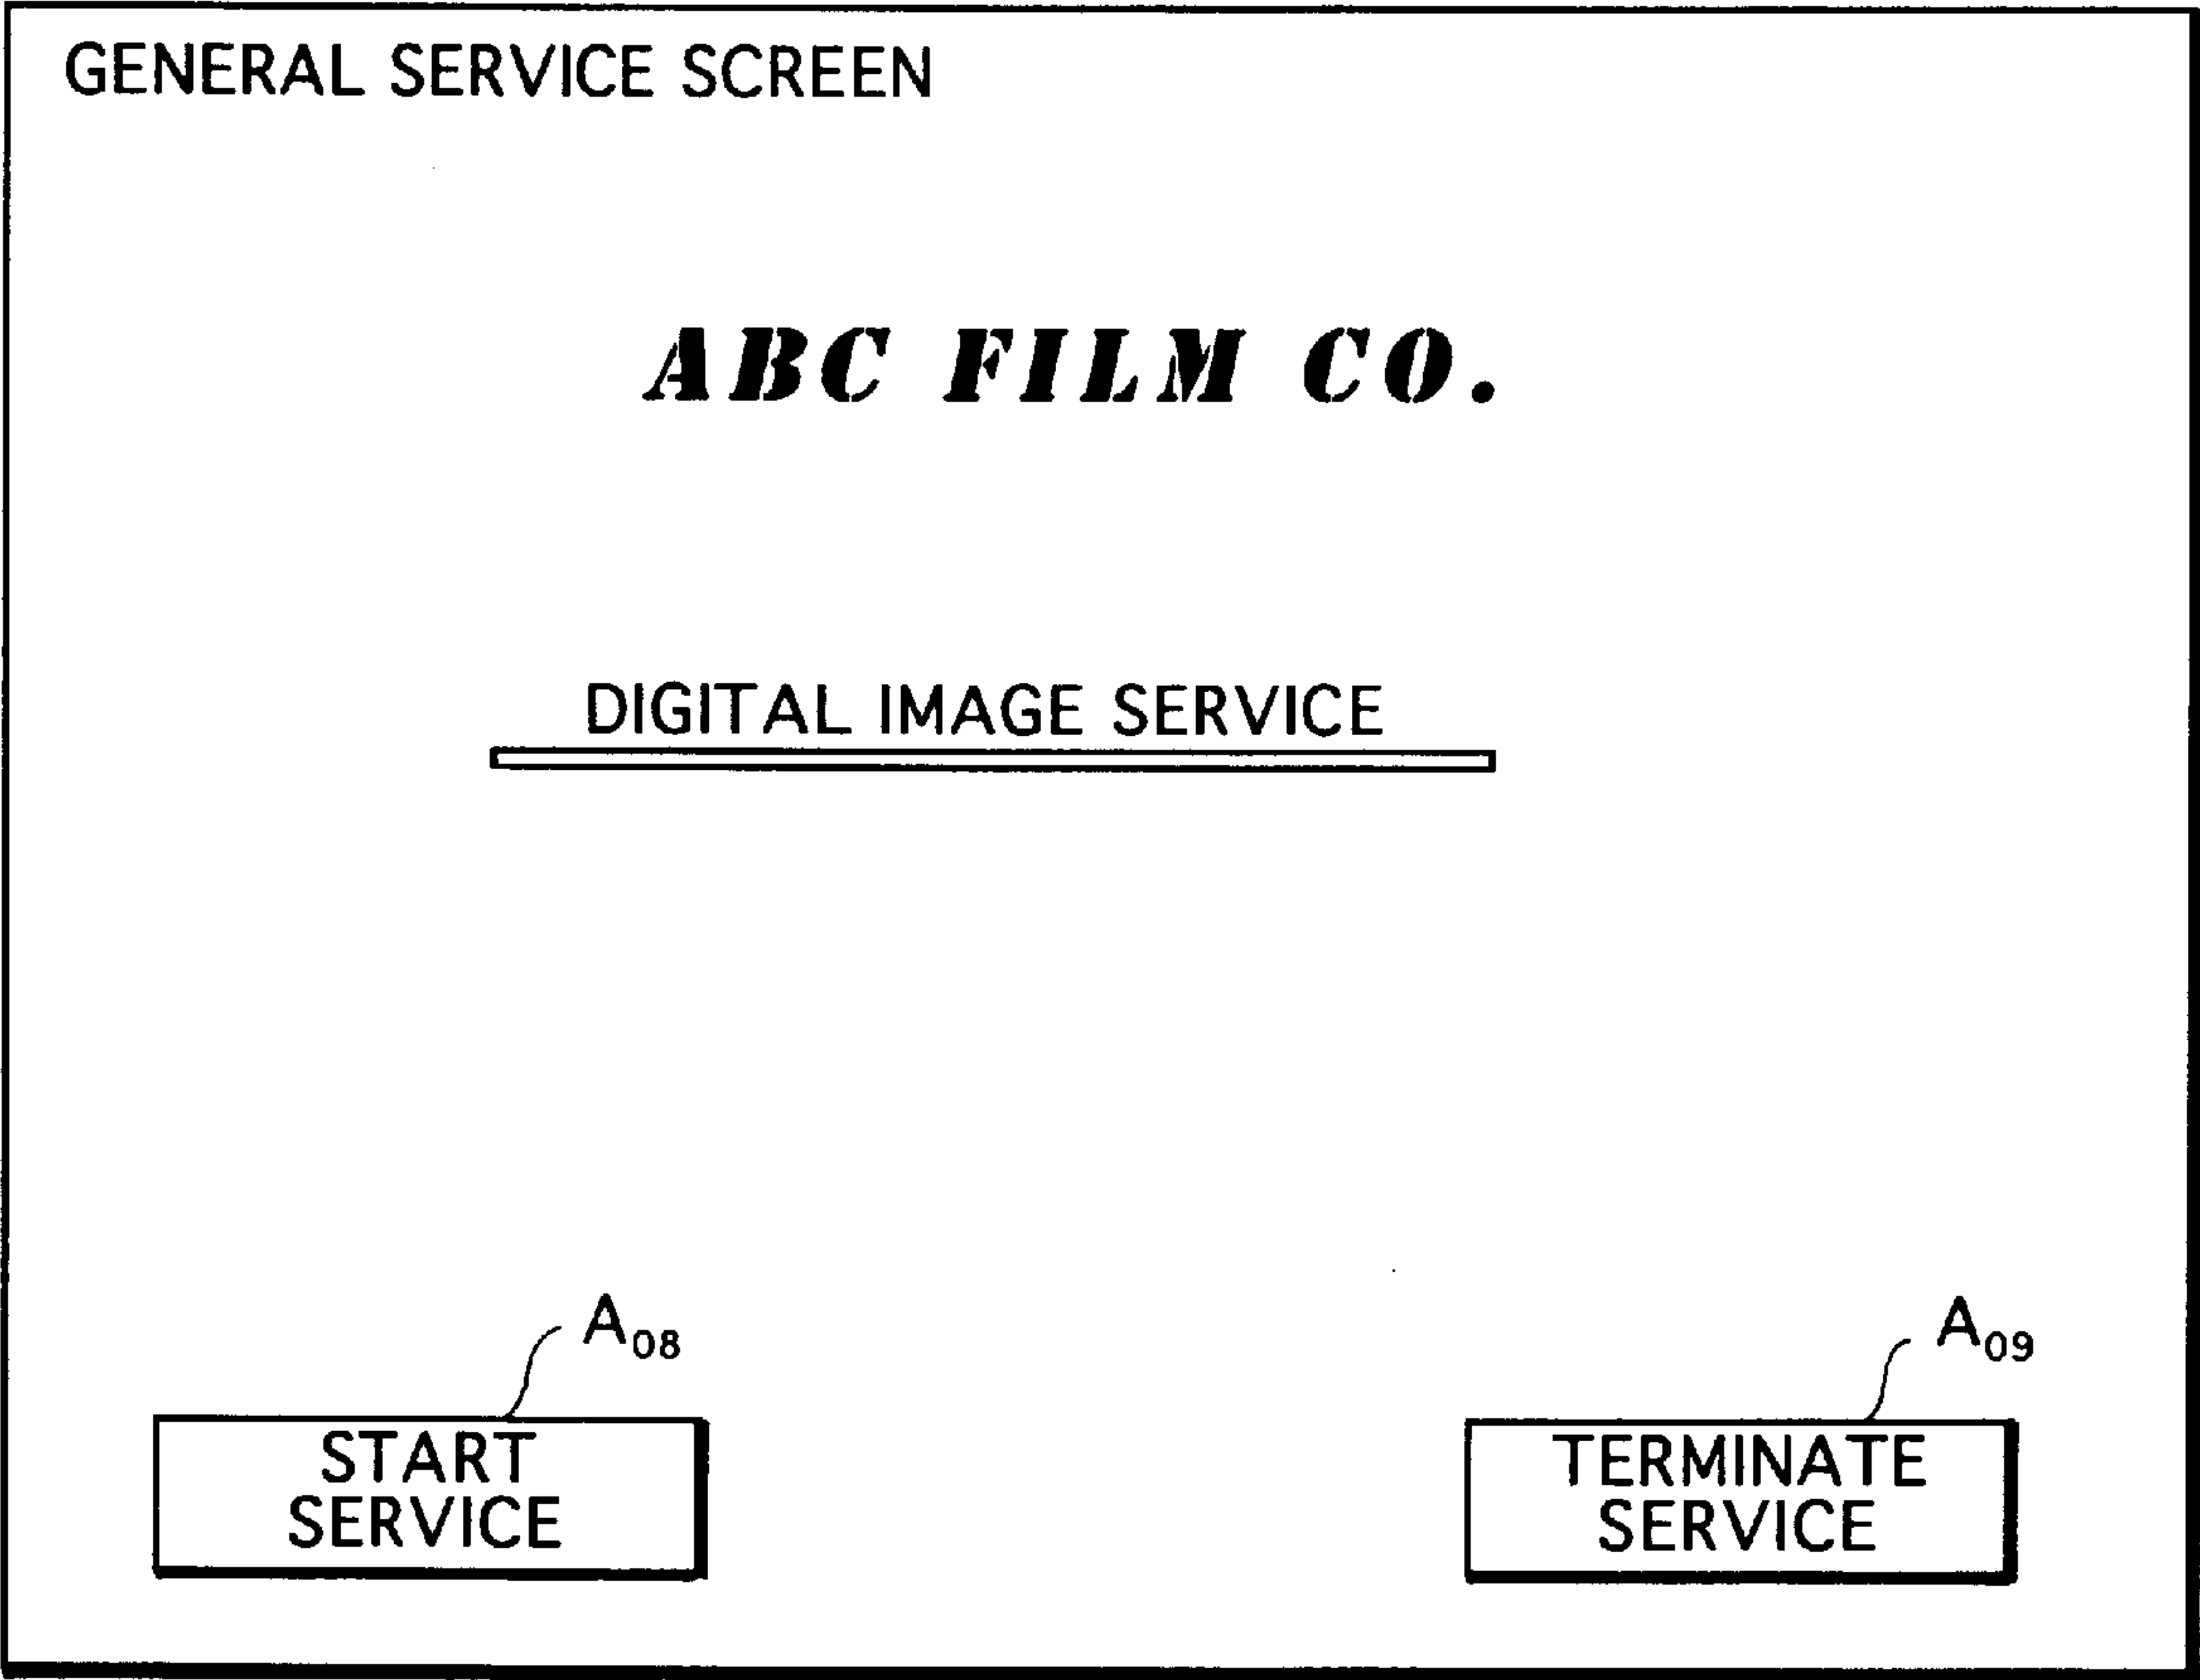 GENERAL SERVICE SCREEN
ABC FILM CO.
DIGITAL IMAGE SERVICE
A08
A09
START
SERVICE
TERMINATE
SERVICE